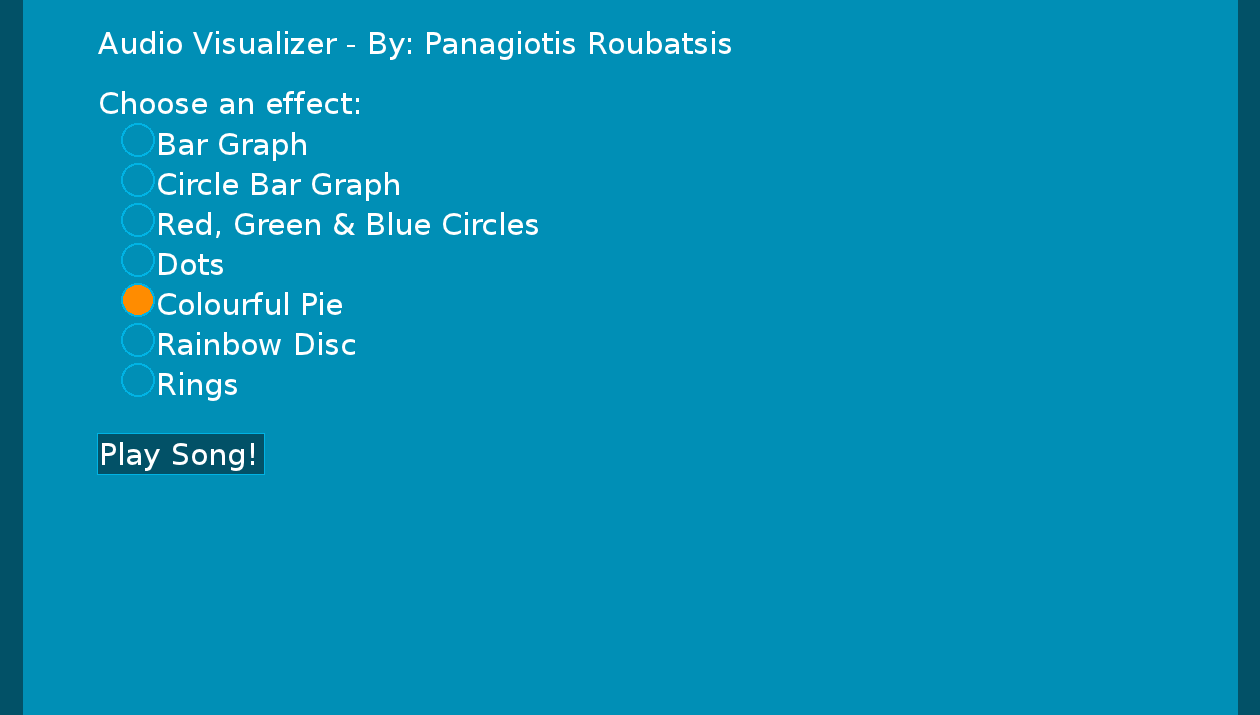 Audio Visualizer - By: Panagiotis Roubatsis
Choose an effect:
Bar Graph
Circle Bar Graph
Red, Green & Blue Circles
Dots
Colourful Pie
Rainbow Disc
Rings
Play Song!